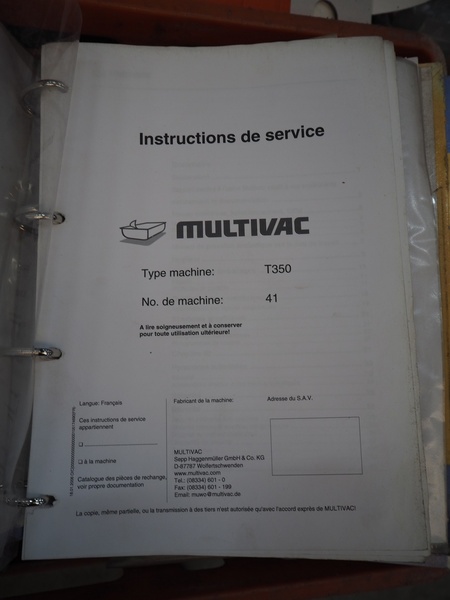 Instructions de service
MULTIVAC
Type machine: T350
No. de machine: 41
A lire soigneusement et à conserver
pour toute utilisation ultérieure!
Langue: Français
Ces instructions de service
appartiennent
❑
❑ à la machine
Catalogue des pièces de rechange,
voir propre documentation
Fabricant de la machine:
MULTIVAC
Sepp Haggenmüller GmbH & Co. KG
D-87787 Wolfertschwenden
www.multivac.com
Tel.: (08334) 601 - 0
Fax: (08334) 601 - 199
Email: muwo@multivac.de
Adresse du S.A.V.
La copie, même partielle, ou la transmission à des tiers n'est autorisée qu'avec l'accord exprès de MULTIVAC!